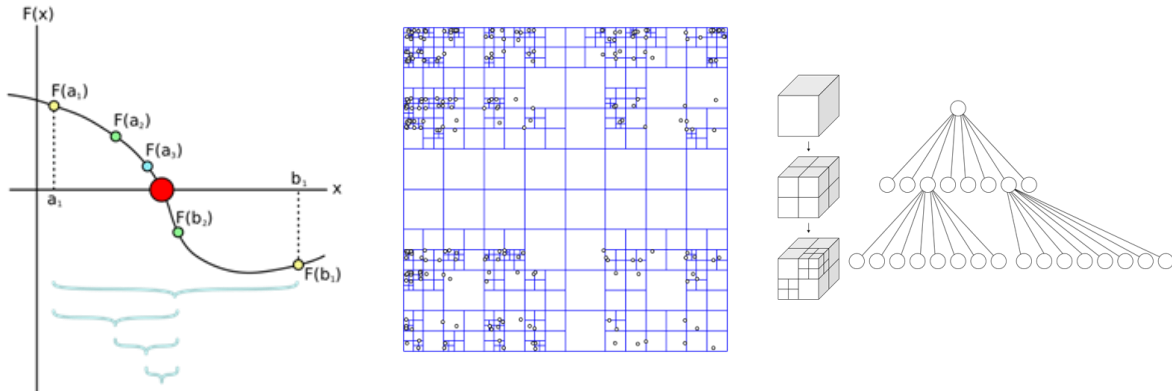 F(x)
F(a₁)
F(a₂)
F(a₃)
b₁
x
a₁
F(b₂)
F(b₁)